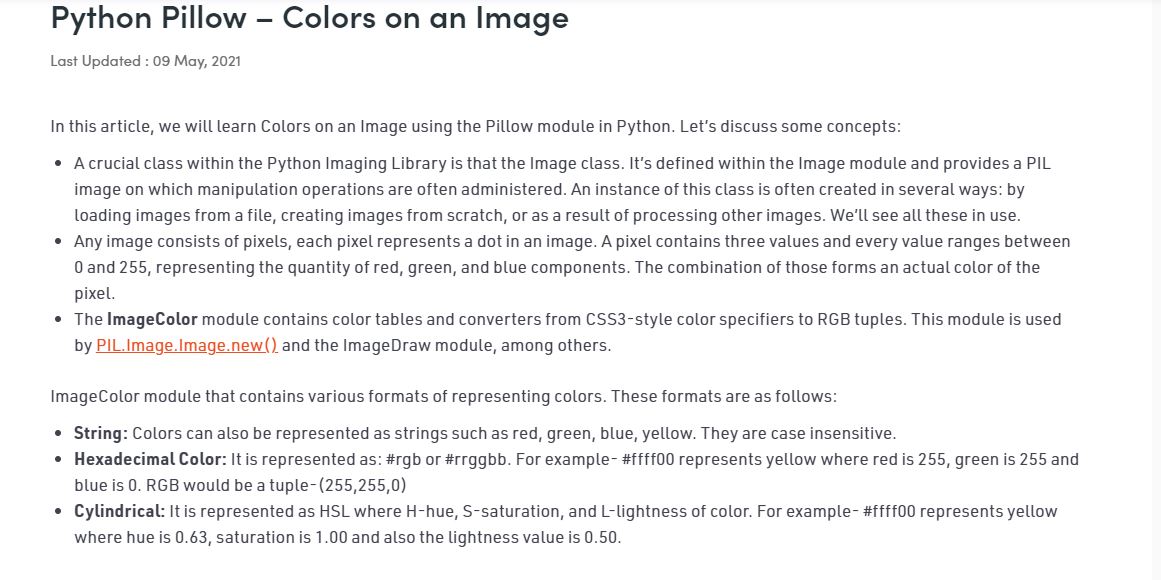 Python Pillow – Colors on an Image
Last Updated : 09 May, 2021
In this article, we will learn Colors on an Image using the Pillow module in Python. Let's discuss some concepts:
• A crucial class within the Python Imaging Library is that the Image class. It's defined within the Image module and provides a PIL
image on which manipulation operations are often administered. An instance of this class is often created in several ways: by
loading images from a file, creating images from scratch, or as a result of processing other images. We'll see all these in use.
• Any image consists of pixels, each pixel represents a dot in an image. A pixel contains three values and every value ranges between
0 and 255, representing the quantity of red, green, and blue components. The combination of those forms an actual color of the
pixel.
• The ImageColor module contains color tables and converters from CSS3-style color specifiers to RGB tuples. This module is used
by PIL.Image.Image.new() and the ImageDraw module, among others.
ImageColor module that contains various formats of representing colors. These formats are as follows:
• String: Colors can also be represented as strings such as red, green, blue, yellow. They are case insensitive.
• Hexadecimal Color: It is represented as: #rgb or #rrggbb. For example- #ffff00 represents yellow where red is 255, green is 255 and
blue is 0. RGB would be a tuple-(255,255,0)
• Cylindrical: It is represented as HSL where H-hue, S-saturation, and L-lightness of color. For example- #ffff00 represents yellow
where hue is 0.63, saturation is 1.00 and also the lightness value is 0.50.